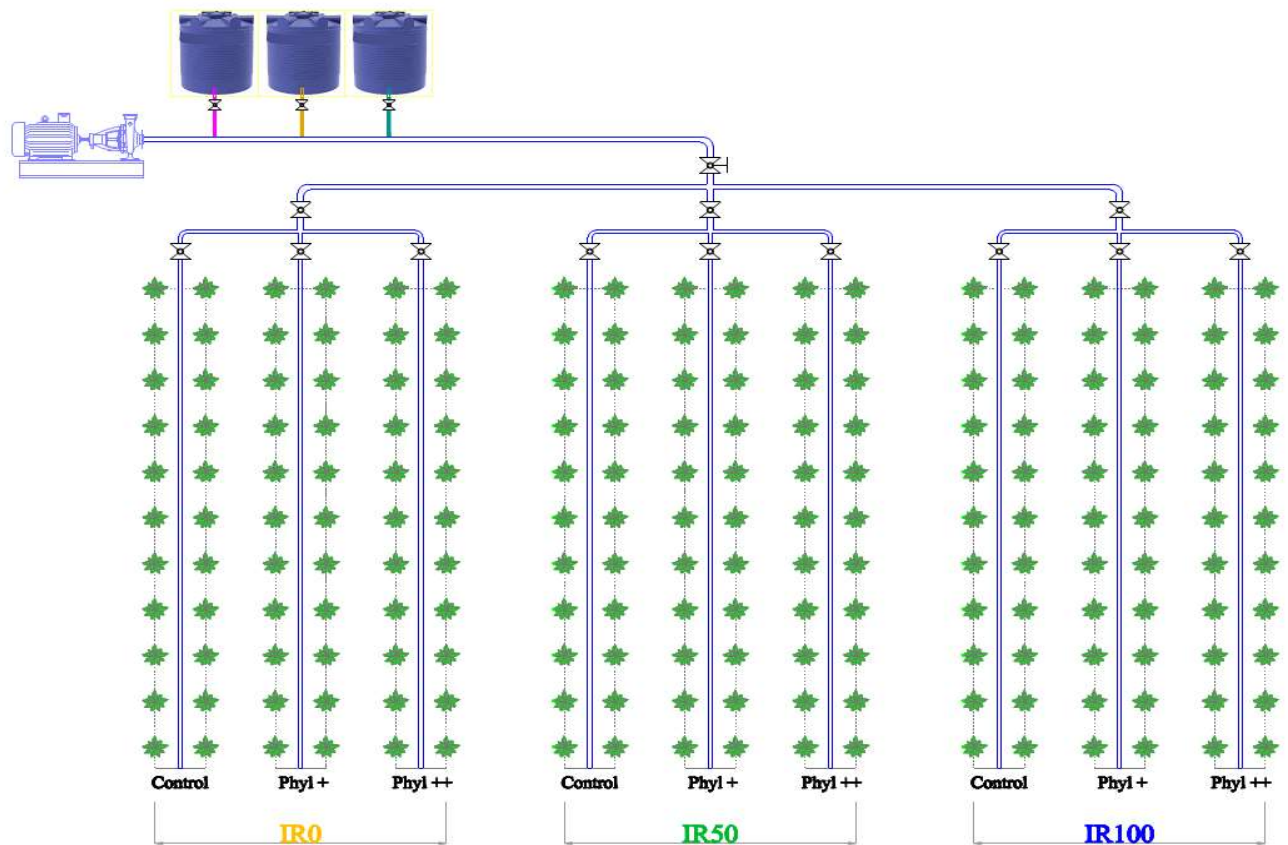 Control Phyl + Phyl ++ Control Phyl + Phyl ++ Control Phyl + Phyl ++
IR0 IR50 IR100